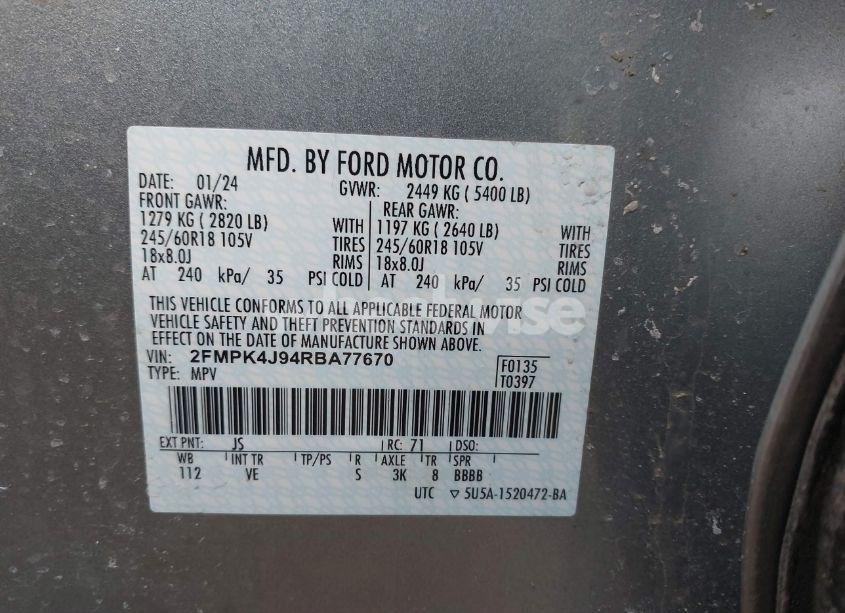 MFD. BY FORD MOTOR CO.
DATE: 01/24 GVWR: 2449 KG ( 5400 LB)
FRONT GAWR: REAR GAWR:
1279 KG ( 2820 LB) WITH 1197 KG ( 2640 LB) WITH
245/60R18 105V TIRES 245/60R18 105V TIRES
18x8.0J RIMS 18x8.0J RIMS
AT 240 kPa/ 35 PSI COLD AT 240 kPa/ 35 PSI COLD
THIS VEHICLE CONFORMS TO ALL APPLICABLE FEDERAL MOTOR
VEHICLE SAFETY AND THEFT PREVENTION STANDARDS IN
EFFECT ON THE DATE OF MANUFACTURE SHOWN ABOVE.
VIN: 2FMPK4J94RBA77670 F0135
TYPE: MPV T0397
EXT PNT: JS RC: 71 DSO:
WB INT TR TP/PS R AXLE TR SPR
112 VE S 3K 8 BBBB
UTC ▽ 5U5A-1520472-BA